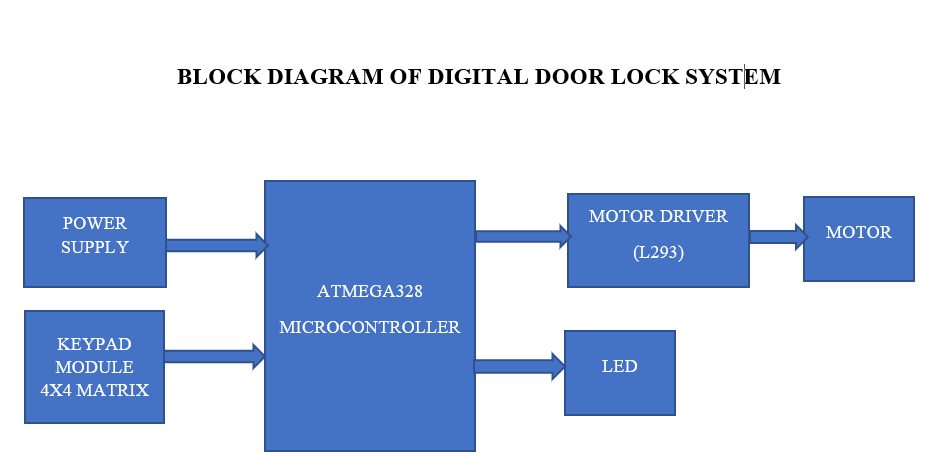 BLOCK DIAGRAM OF DIGITAL DOOR LOCK SYSTEM
POWER
SUPPLY
KEYPAD
MODULE
4X4 MATRIX
ATMEGA328
MICROCONTROLLER
MOTOR DRIVER
(L293)
MOTOR
LED